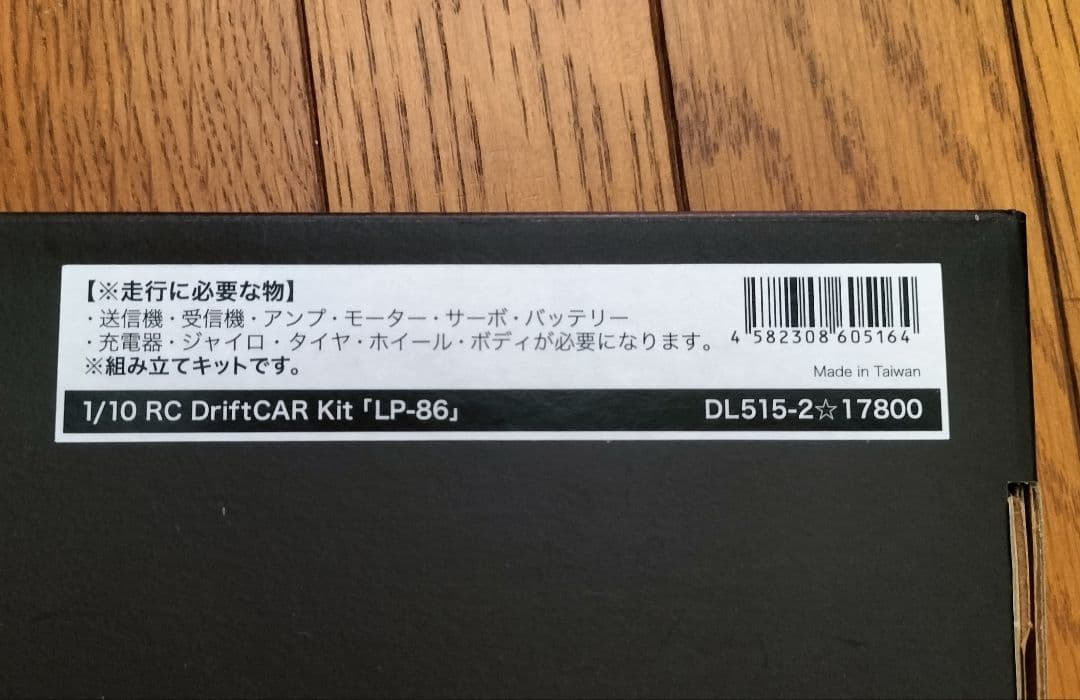 【※走行に必要な物】
・送信機・受信機・アンプ・モーター・サーボ・バッテリー
・充電器・ジャイロ・タイヤ・ホイール・ボディが必要になります。
※組み立てキットです。
4 582308 605164
Made in Taiwan
1/10 RC DriftCAR Kit「LP-86」
DL515-2☆17800